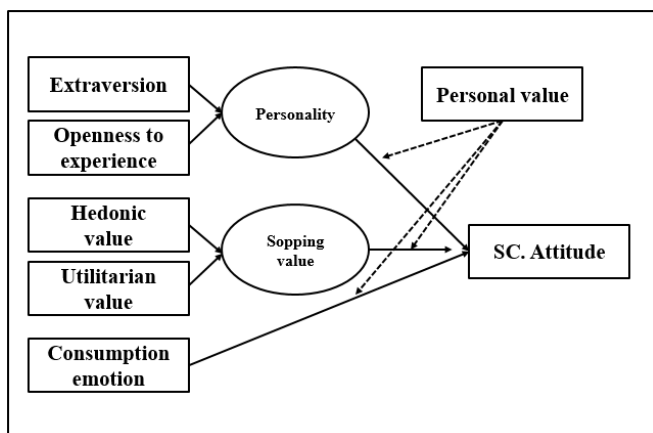 Extraversion
Openness to
experience
Personality
Personal value
Hedonic
value
Utilitarian
value
Sopping
value
SC. Attitude
Consumption
emotion